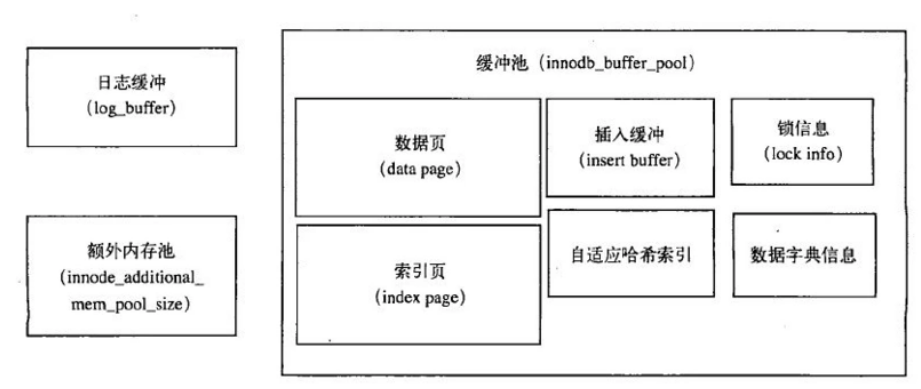 日志缓冲
(log_buffer)
额外内存池
(innode_additional_
mem_pool_size)
缓冲池 (innodb_buffer_pool)
数据页
(data page)
索引页
(index page)
插入缓冲
(insert buffer)
自适应哈希索引
锁信息
(lock info)
数据字典信息